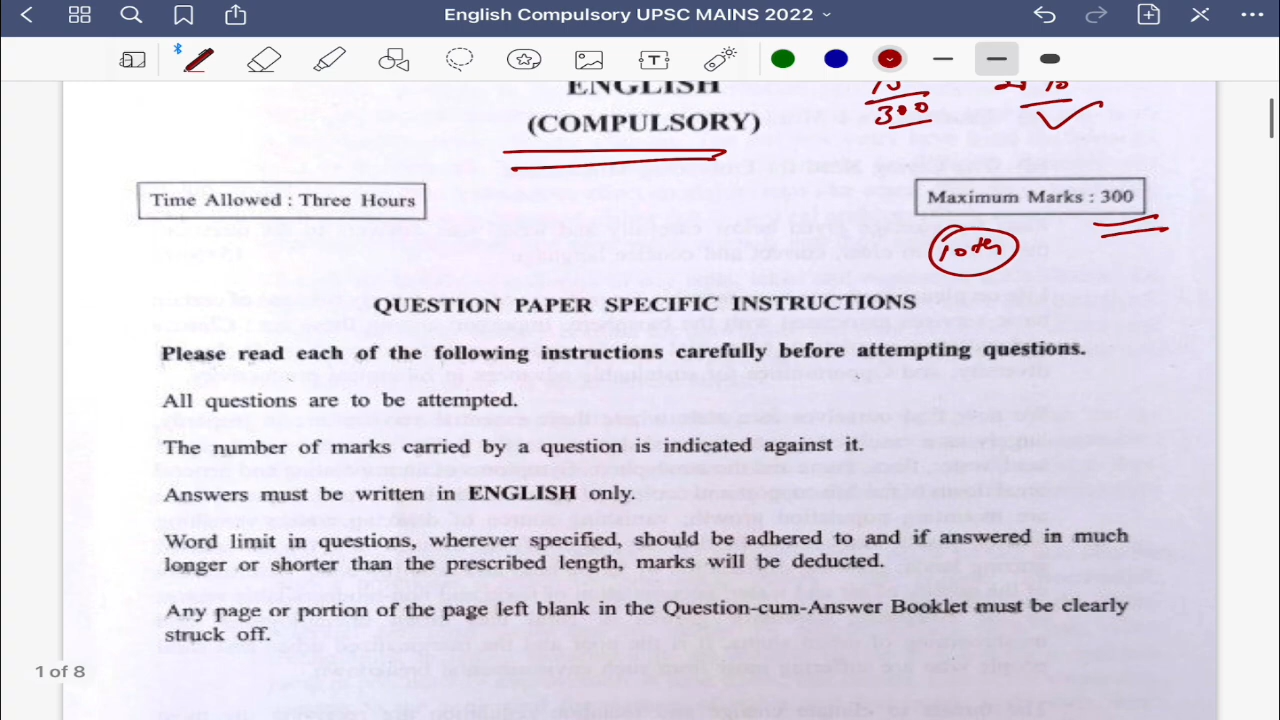 English Compulsory UPSC MAINS 2022
T
ENGLISH
300
(COMPULSORY)
Time Allowed : Three Hours
Maximum Marks : 300
10th
QUESTION PAPER SPECIFIC INSTRUCTIONS
Please read each of the following instructions carefully before attempting questions.
All questions are to be attempted.
The number of marks carried by a question is indicated against it.
Answers must be written in ENGLISH only.
Word limit in questions, wherever specified, should be adhered to and if answered in much
longer or shorter than the prescribed length, marks will be deducted.
Any page or portion of the page left blank in the Question-cum-Answer Booklet must be clearly
struck off.
1 of 8